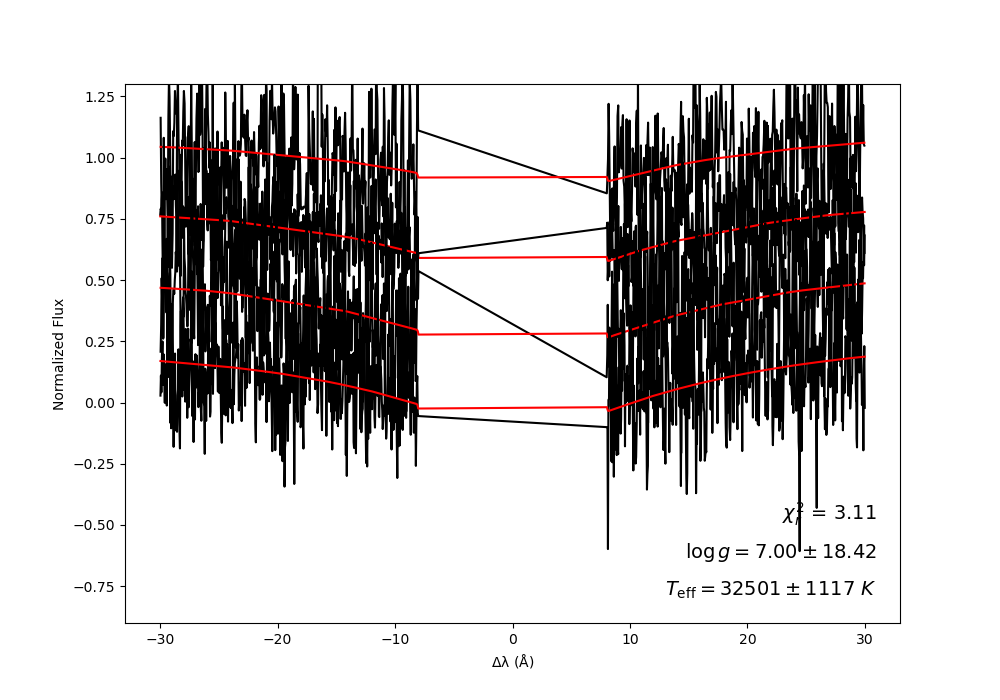 1.25
1.00
0.75
0.50
0.25
0.00
−0.25
−0.50
−0.75
Normalized Flux
χ²ᵣ = 3.11
log g = 7.00 ± 18.42
T_eff = 32501 ± 1117 K
−30 −20 −10 0 10 20 30
Δλ (Å)